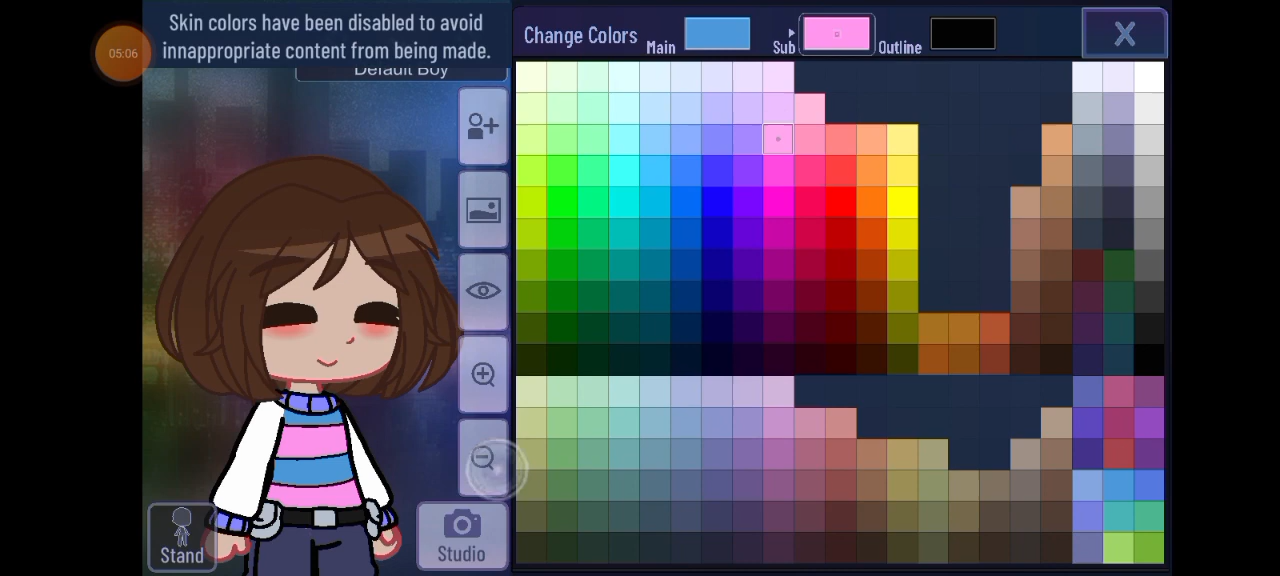 Skin colors have been disabled to avoid
innappropriate content from being made.
05:06
Default Boy
Change Colors
Main
Sub
Outline
X
Stand
Studio